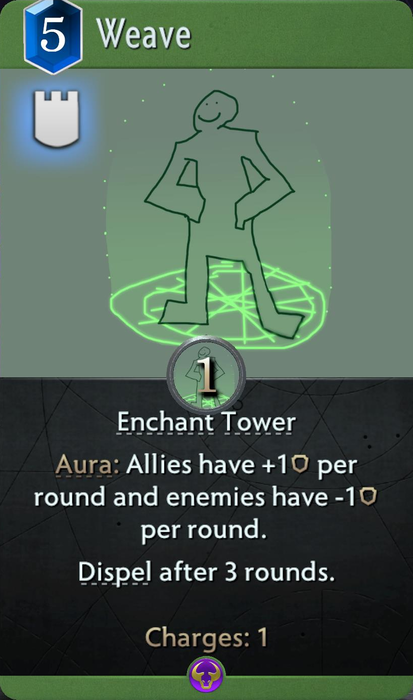 5 Weave
1
Enchant Tower
Aura: Allies have +1 per
round and enemies have -1
per round.
Dispel after 3 rounds.
Charges: 1